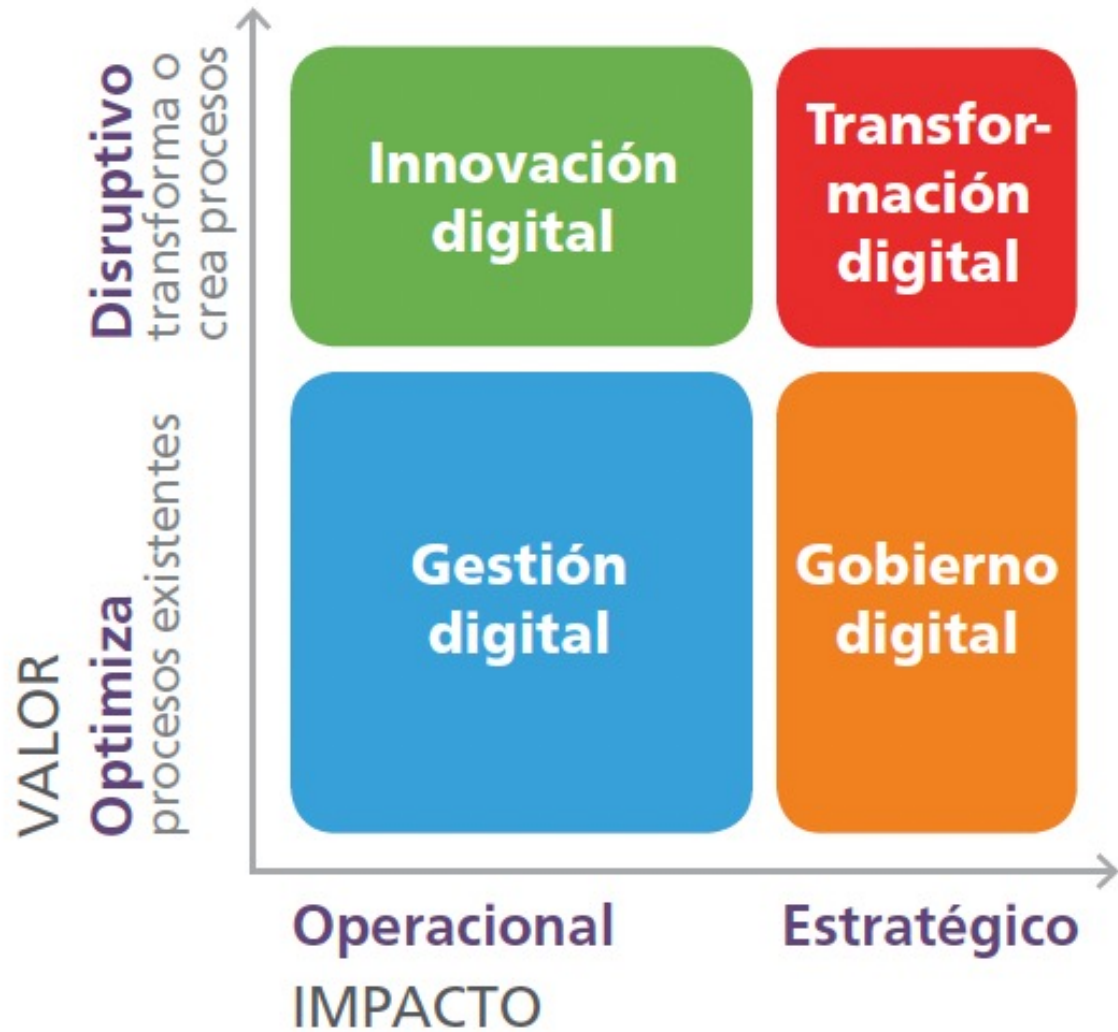 Disruptivo
transforma o
crea procesos
Innovación
digital
Transfor-
mación
digital
VALOR
Optimiza
procesos existentes
Gestión
digital
Gobierno
digital
Operacional
Estratégico
IMPACTO